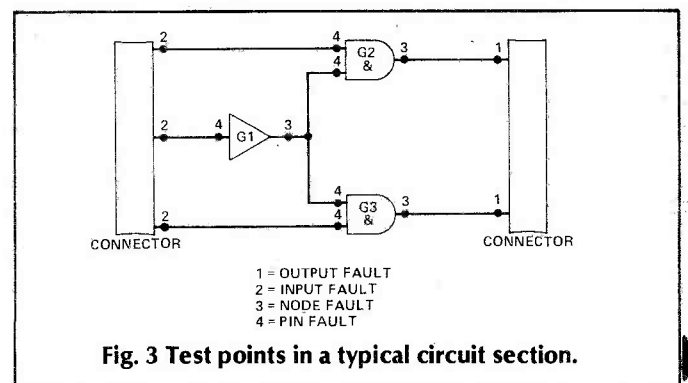 2 4 G2 & 3 1
4
2 4 G1 3
4 G3 & 3 1
2 4
CONNECTOR CONNECTOR
1 = OUTPUT FAULT
2 = INPUT FAULT
3 = NODE FAULT
4 = PIN FAULT
Fig. 3 Test points in a typical circuit section.